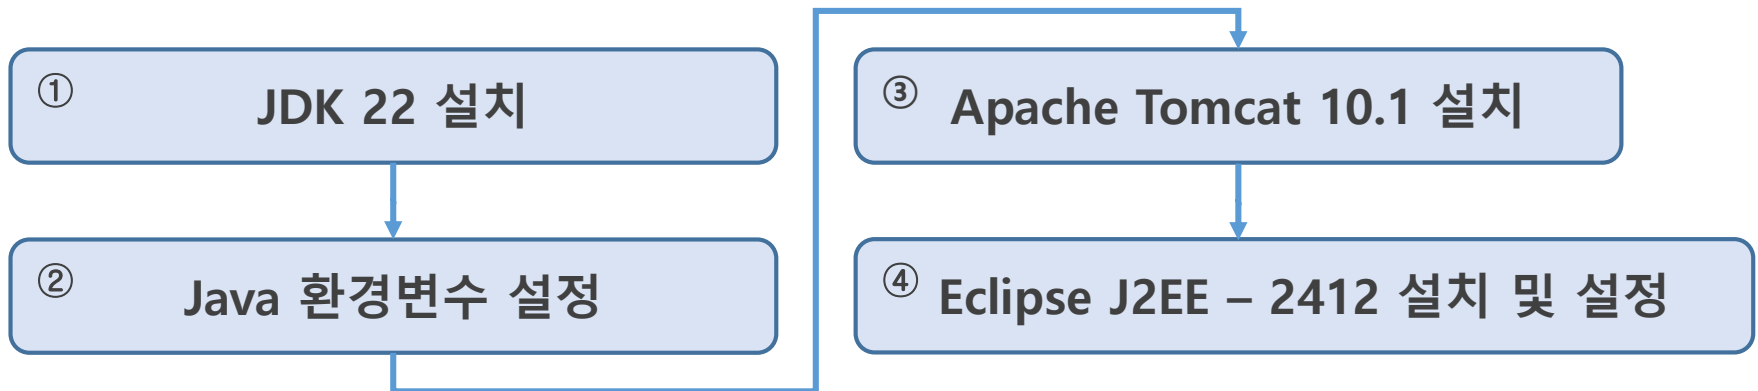 ① JDK 22 설치
② Java 환경변수 설정
③ Apache Tomcat 10.1 설치
④ Eclipse J2EE – 2412 설치 및 설정